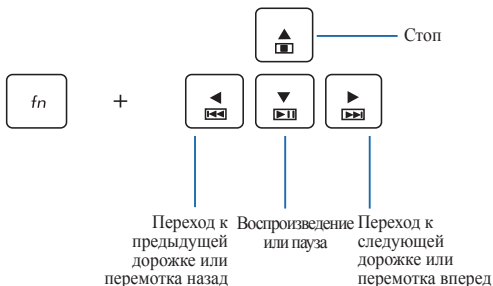 Стоп
fn +
Переход к
предыдущей
дорожке или
перемотка назад
Воспроизведение
или пауза
Переход к
следующей
дорожке или
перемотка вперед